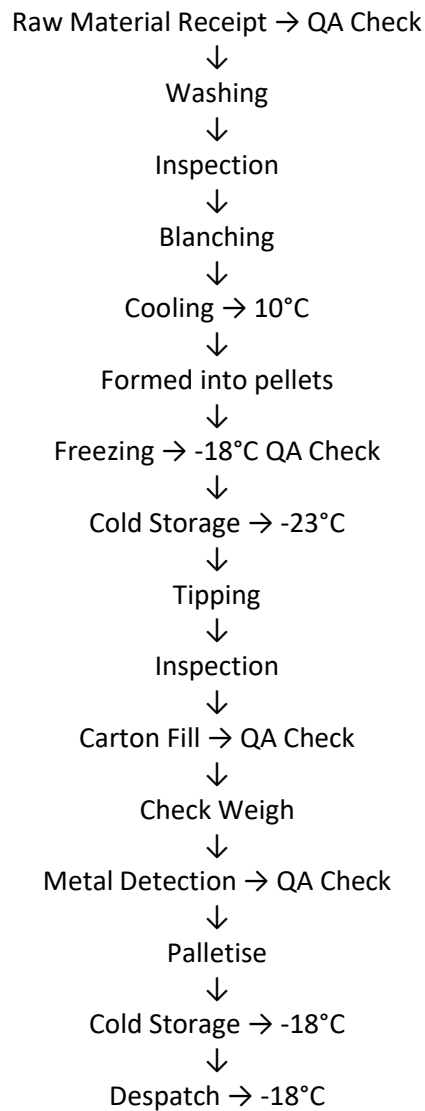 Raw Material Receipt → QA Check
↓
Washing
↓
Inspection
↓
Blanching
↓
Cooling → 10°C
↓
Formed into pellets
↓
Freezing → -18°C QA Check
↓
Cold Storage → -23°C
↓
Tipping
↓
Inspection
↓
Carton Fill → QA Check
↓
Check Weigh
↓
Metal Detection → QA Check
↓
Palletise
↓
Cold Storage → -18°C
↓
Despatch → -18°C